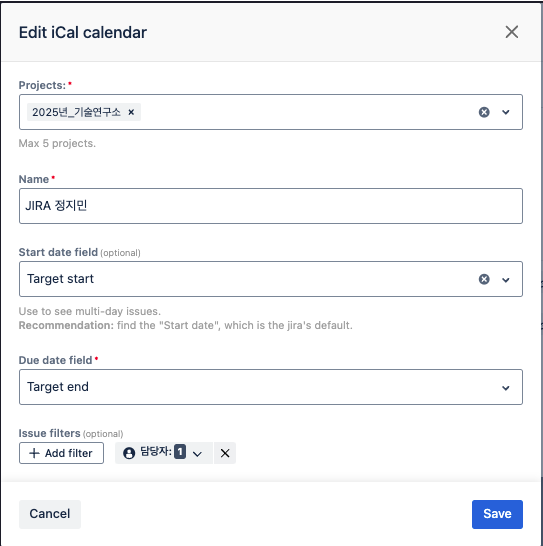 Edit iCal calendar
Projects:*
2025년_기술연구소
Max 5 projects.
Name*
JIRA 정지민
Start date field (optional)
Target start
Use to see multi-day issues.
Recommendation: find the "Start date", which is the jira's default.
Due date field*
Target end
Issue filters (optional)
+ Add filter 담당자: 1
Cancel Save